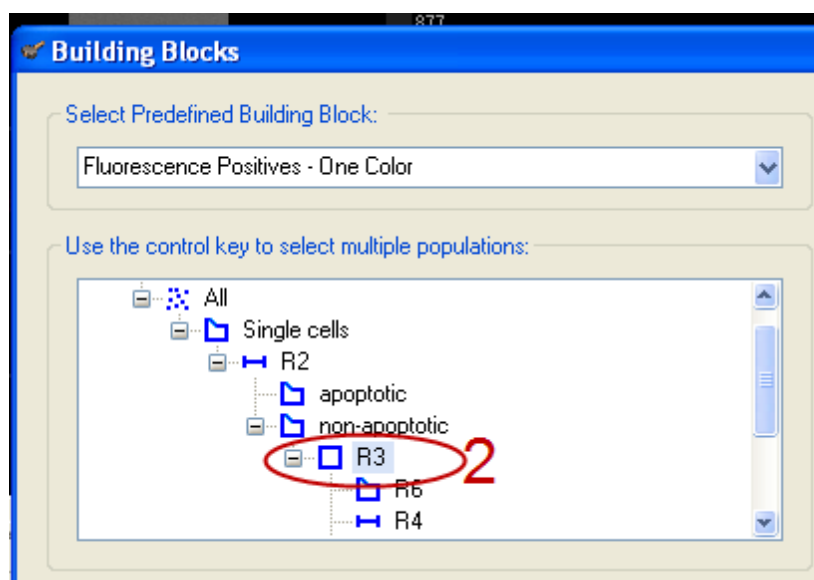 877
Building Blocks
Select Predefined Building Block:
Fluorescence Positives - One Color
Use the control key to select multiple populations:
All
Single cells
R2
apoptotic
non-apoptotic
R3 2
R6
R4